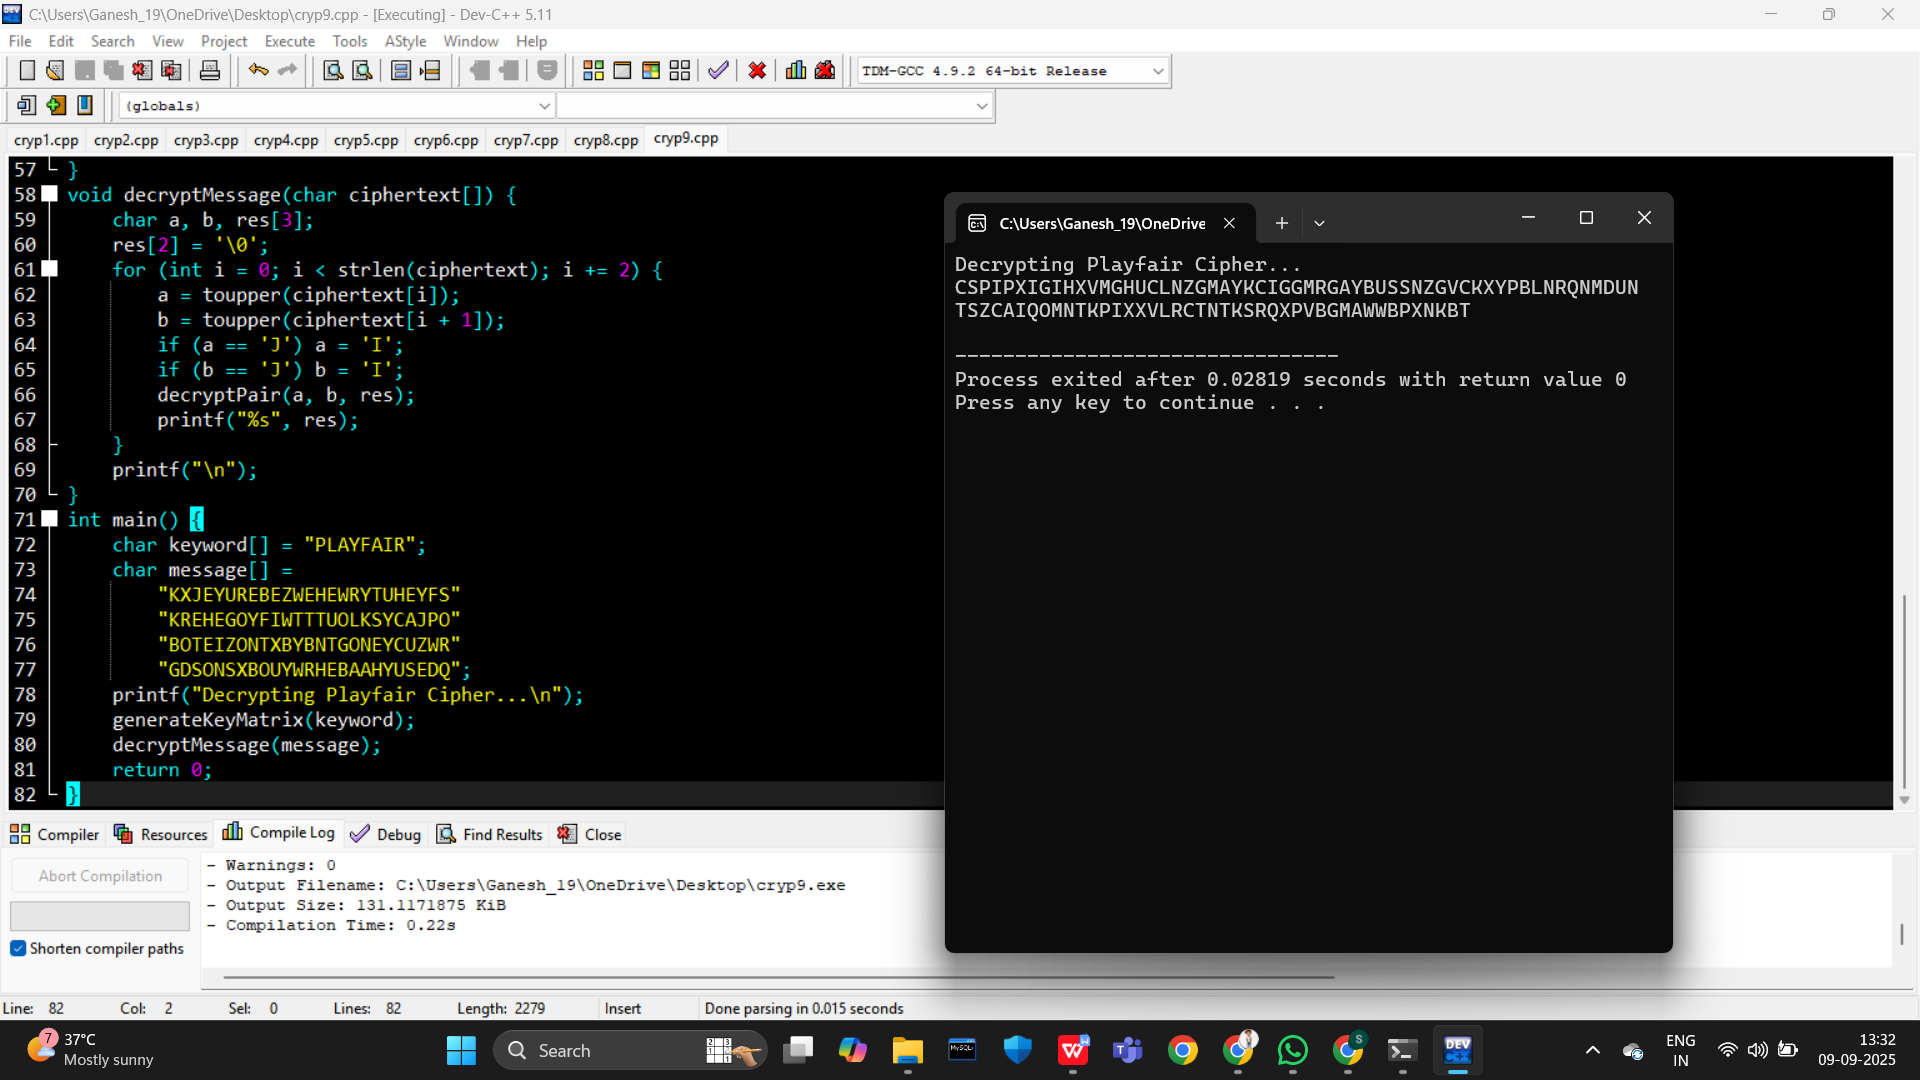 C:\Users\Ganesh_19\OneDrive\Desktop\cryp9.cpp - [Executing] - Dev-C++ 5.11
File Edit Search View Project Execute Tools AStyle Window Help
TDM-GCC 4.9.2 64-bit Release
(globals)
cryp1.cpp cryp2.cpp cryp3.cpp cryp4.cpp cryp5.cpp cryp6.cpp cryp7.cpp cryp8.cpp cryp9.cpp
57 }
58 void decryptMessage(char ciphertext[]) {
59 char a, b, res[3];
60 res[2] = '\0';
61 for (int i = 0; i < strlen(ciphertext); i += 2) {
62 a = toupper(ciphertext[i]);
63 b = toupper(ciphertext[i + 1]);
64 if (a == 'J') a = 'I';
65 if (b == 'J') b = 'I';
66 decryptPair(a, b, res);
67 printf("%s", res);
68 }
69 printf("\n");
70 }
71 int main() {
72 char keyword[] = "PLAYFAIR";
73 char message[] =
74 "KXJEYUREBEZWEHEWRYTUHEYFS"
75 "KREHEGOYFIWTTTUOLKSYCAJPO"
76 "BOTEIZONTXBYBNTGONEYCUZWR"
77 "GDSONSXBOUYWRHEBAAHYUSEDQ";
78 printf("Decrypting Playfair Cipher...\n");
79 generateKeyMatrix(keyword);
80 decryptMessage(message);
81 return 0;
82 }
C:\Users\Ganesh_19\OneDrive
Decrypting Playfair Cipher...
CSPIPXIGIHXVMGHUCLNZGMAYKCIGGMRGAYBUSSNZGVCKXYPBLNRQNMDUN
TSZCAIQOMNTKPIXXVLRCTNTKSRQXPVBGMAWWBPXNKBT
--------------------------------
Process exited after 0.02819 seconds with return value 0
Press any key to continue . . .
Compiler Resources Compile Log Debug Find Results Close
Abort Compilation
Shorten compiler paths
- Warnings: 0
- Output Filename: C:\Users\Ganesh_19\OneDrive\Desktop\cryp9.exe
- Output Size: 131.1171875 KiB
- Compilation Time: 0.22s
Line: 82 Col: 2 Sel: 0 Lines: 82 Length: 2279 Insert Done parsing in 0.015 seconds
7
37°C
Mostly sunny
Search
MySQL
W
T
S
DEV
C++
ENG
IN
13:32
09-09-2025